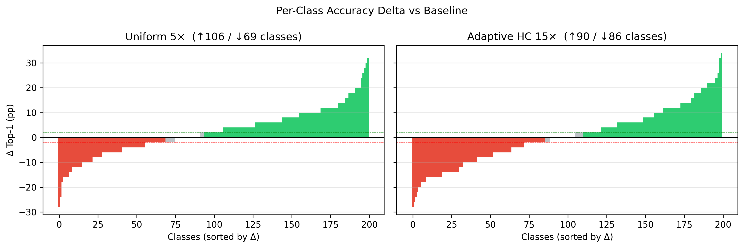 Per-Class Accuracy Delta vs Baseline
Uniform 5× (↑106 / ↓69 classes)
Adaptive HC 15× (↑90 / ↓86 classes)
Δ Top-1 (pp)
30
20
10
0
−10
−20
−30
0 25 50 75 100 125 150 175 200
0 25 50 75 100 125 150 175 200
Classes (sorted by Δ)
Classes (sorted by Δ)